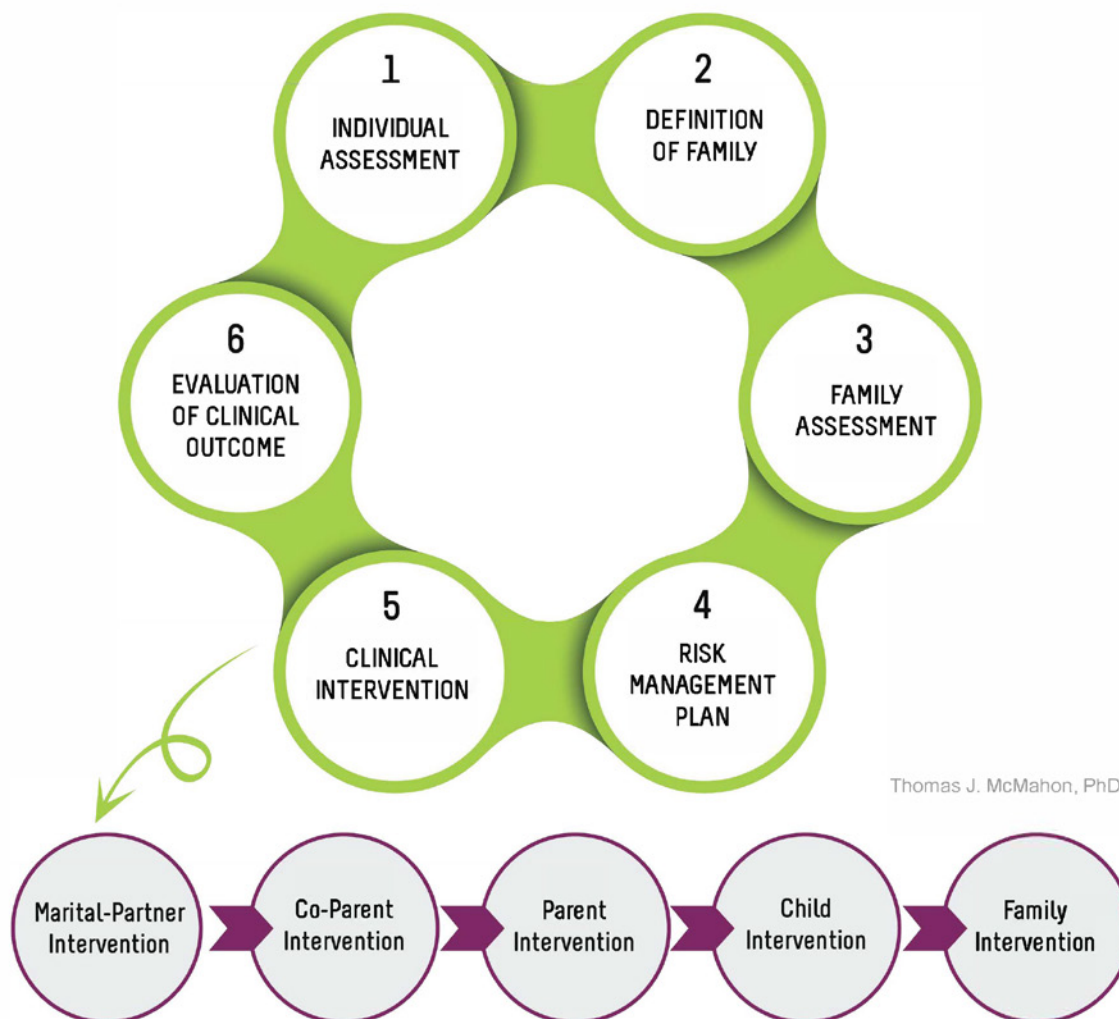 1
INDIVIDUAL
ASSESSMENT
2
DEFINITION
OF FAMILY
3
FAMILY
ASSESSMENT
4
RISK
MANAGEMENT
PLAN
5
CLINICAL
INTERVENTION
6
EVALUATION
OF CLINICAL
OUTCOME
Thomas J. McMahon, PhD
Marital-Partner
Intervention
Co-Parent
Intervention
Parent
Intervention
Child
Intervention
Family
Intervention